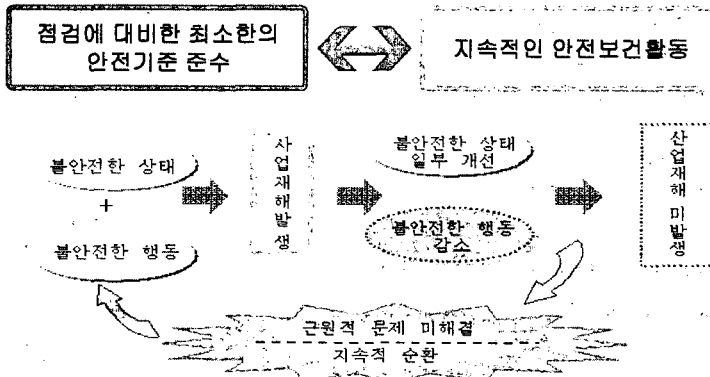 점검에 대비한 최소한의
안전기준 준수
지속적인 안전보건활동
불안전한 상태
+
불안전한 행동
사업재해발생
불안전한 상태
일부 개선
불안전한 행동
감소
산업재해 미발생
근원적 문제 미해결
지속적 순환